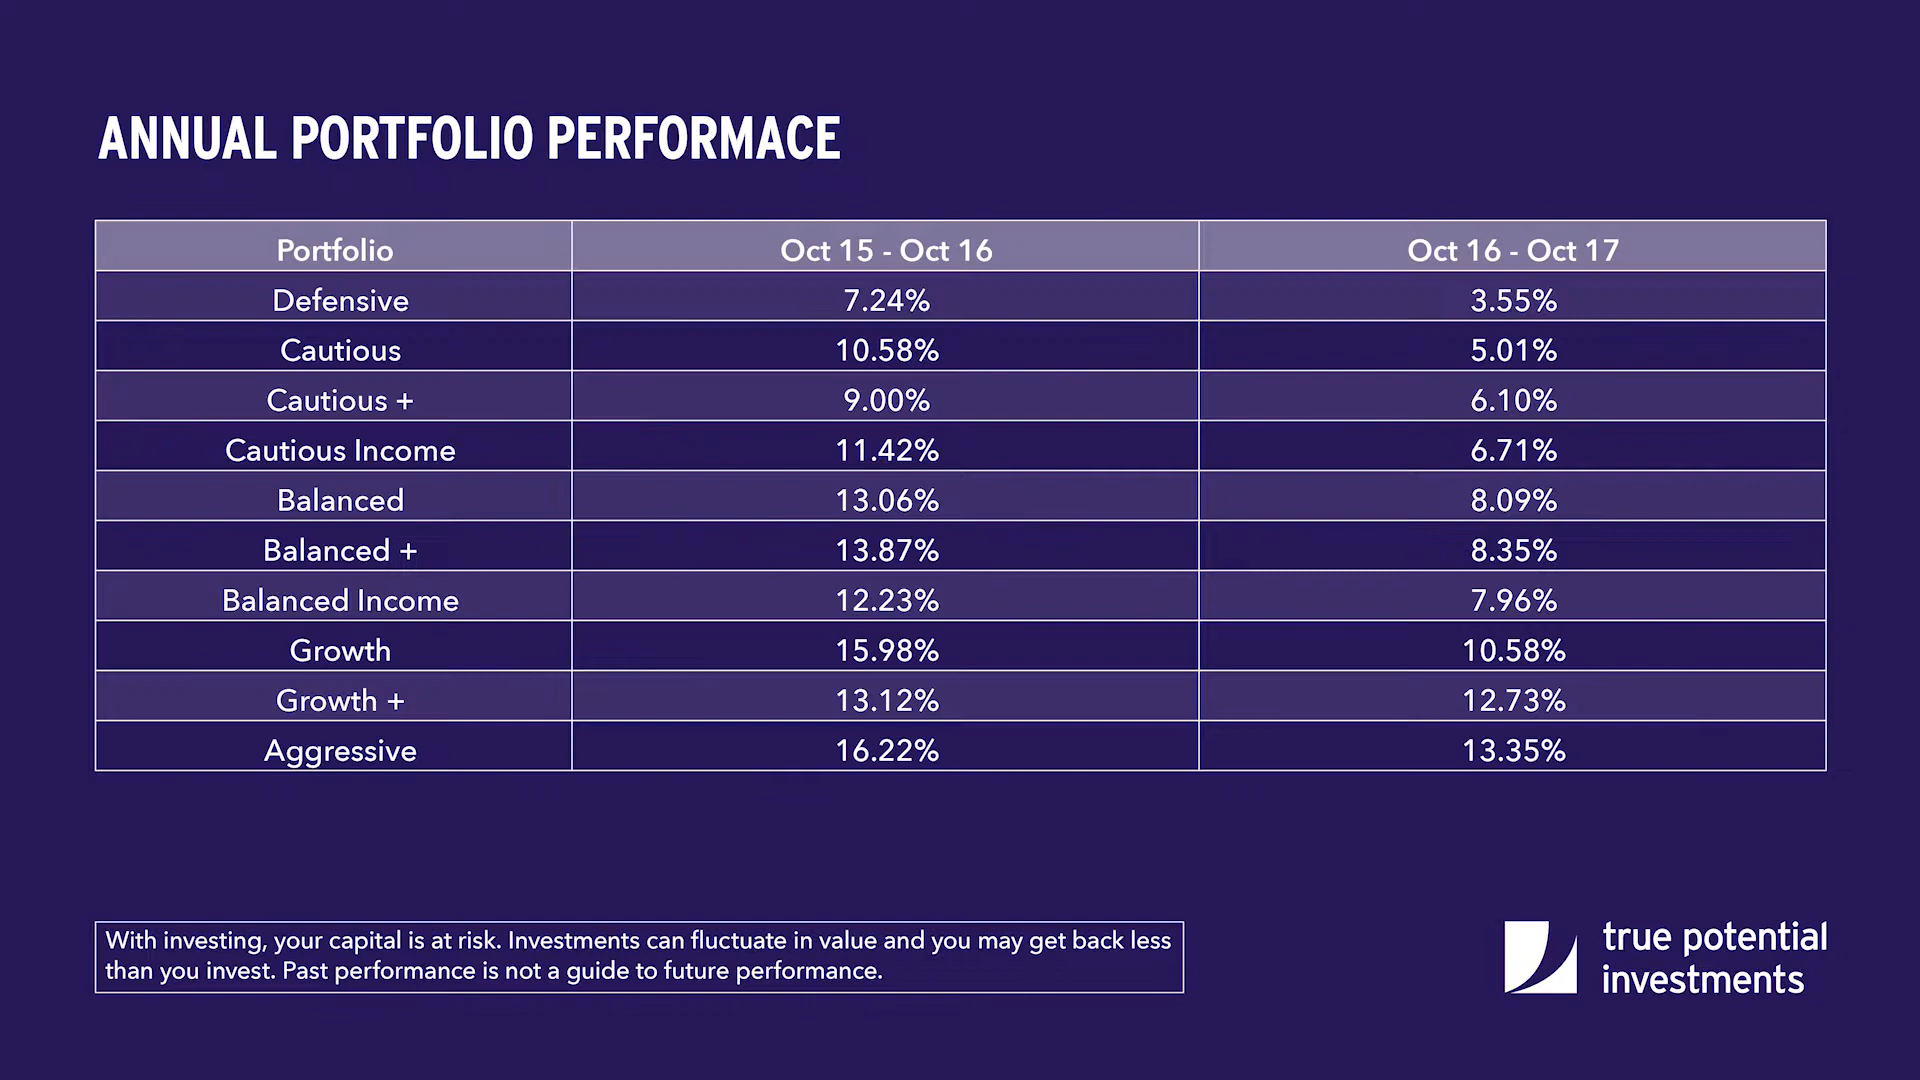 ANNUAL PORTFOLIO PERFORMACE
Portfolio Oct 15 - Oct 16 Oct 16 - Oct 17
Defensive 7.24% 3.55%
Cautious 10.58% 5.01%
Cautious + 9.00% 6.10%
Cautious Income 11.42% 6.71%
Balanced 13.06% 8.09%
Balanced + 13.87% 8.35%
Balanced Income 12.23% 7.96%
Growth 15.98% 10.58%
Growth + 13.12% 12.73%
Aggressive 16.22% 13.35%
With investing, your capital is at risk. Investments can fluctuate in value and you may get back less
than you invest. Past performance is not a guide to future performance.
true potential
investments